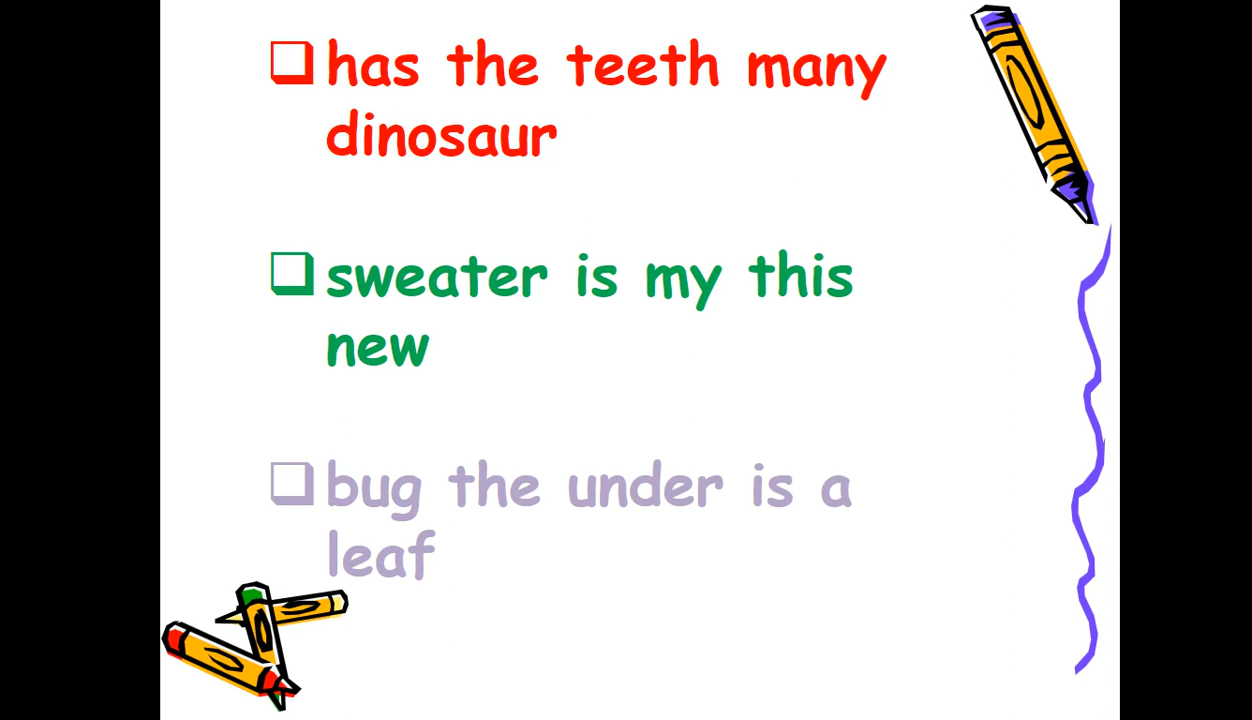 has the teeth many
dinosaur
sweater is my this
new
bug the under is a
leaf